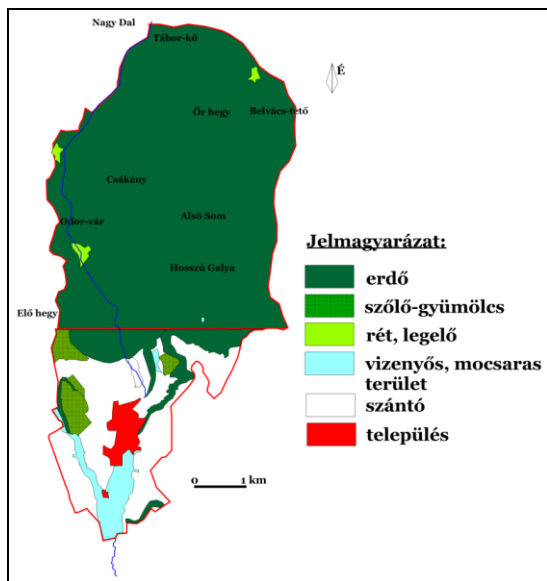 Nagy Dal
Tábor-kő
É
Őr hegy
Belvács-tető
Csákány
Odor-vár
Alsó Som
Hosszú Galya
Elő hegy
Jelmagyarázat:
erdő
szőlő-gyümölcs
rét, legelő
vizenyős, mocsaras
terület
szántó
település
0 1 km